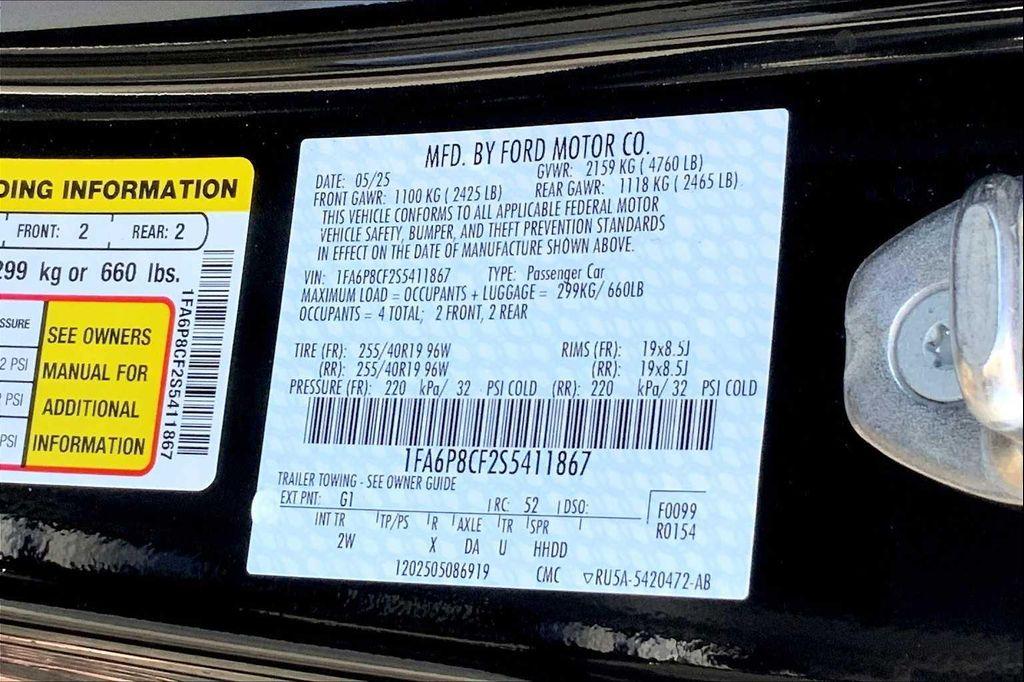 DING INFORMATION
FRONT: 2 REAR: 2
299 kg or 660 lbs.
SSURE
2 PSI
PSI
PSI
SEE OWNERS
MANUAL FOR
ADDITIONAL
INFORMATION
1FA6P8CF2S5411867
MFD. BY FORD MOTOR CO.
DATE: 05/25 GVWR: 2159 KG ( 4760 LB)
FRONT GAWR: 1100 KG ( 2425 LB) REAR GAWR: 1118 KG ( 2465 LB)
THIS VEHICLE CONFORMS TO ALL APPLICABLE FEDERAL MOTOR
VEHICLE SAFETY, BUMPER, AND THEFT PREVENTION STANDARDS
IN EFFECT ON THE DATE OF MANUFACTURE SHOWN ABOVE.
VIN: 1FA6P8CF2S5411867 TYPE: Passenger Car
MAXIMUM LOAD = OCCUPANTS + LUGGAGE = 299KG/ 660LB
OCCUPANTS = 4 TOTAL; 2 FRONT, 2 REAR
TIRE (FR): 255/40R19 96W RIMS (FR): 19x8.5J
(RR): 255/40R19 96W (RR): 19x8.5J
PRESSURE (FR): 220 kPa/ 32 PSI COLD (RR): 220 kPa/ 32 PSI COLD
1FA6P8CF2S5411867
TRAILER TOWING - SEE OWNER GUIDE
EXT PNT: G1 RC: 52 DSO: F0099
R0154
INT TR TP/PS R AXLE TR SPR
2W X DA U HHDD
1202505086919 CMC ▽RU5A-5420472-AB